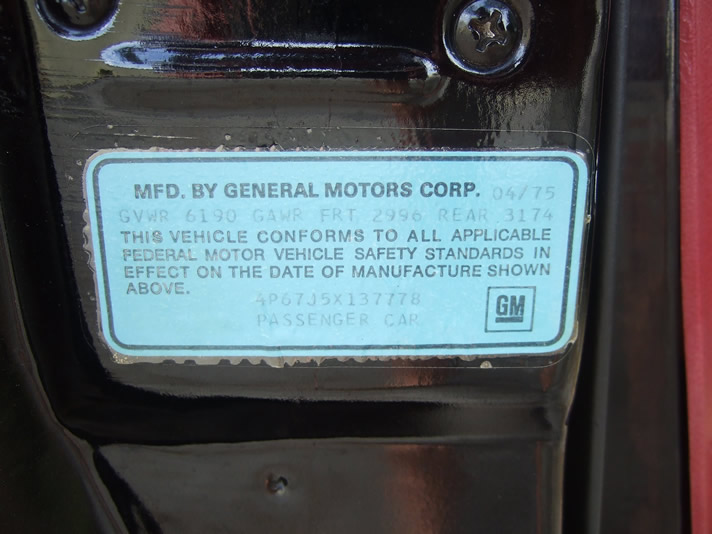 MFD. BY GENERAL MOTORS CORP. 04/75
GVWR 6190 GAWR FRT 2996 REAR 3174
THIS VEHICLE CONFORMS TO ALL APPLICABLE
FEDERAL MOTOR VEHICLE SAFETY STANDARDS IN
EFFECT ON THE DATE OF MANUFACTURE SHOWN
ABOVE.
4P67J5X137778
PASSENGER CAR
GM